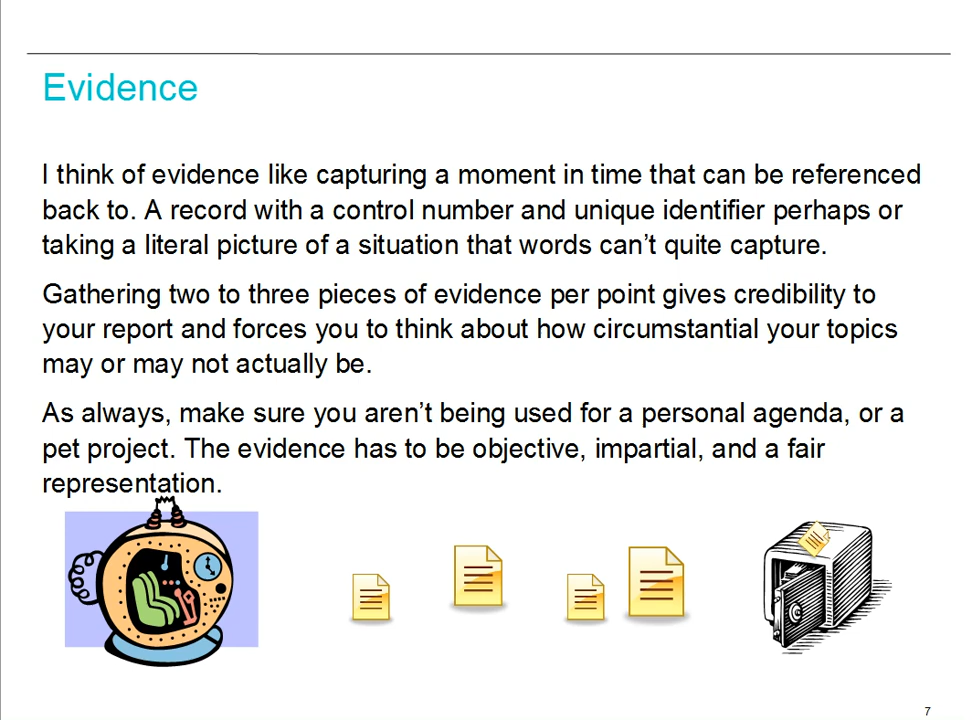 Evidence
I think of evidence like capturing a moment in time that can be referenced
back to. A record with a control number and unique identifier perhaps or
taking a literal picture of a situation that words can’t quite capture.
Gathering two to three pieces of evidence per point gives credibility to
your report and forces you to think about how circumstantial your topics
may or may not actually be.
As always, make sure you aren’t being used for a personal agenda, or a
pet project. The evidence has to be objective, impartial, and a fair
representation.
7